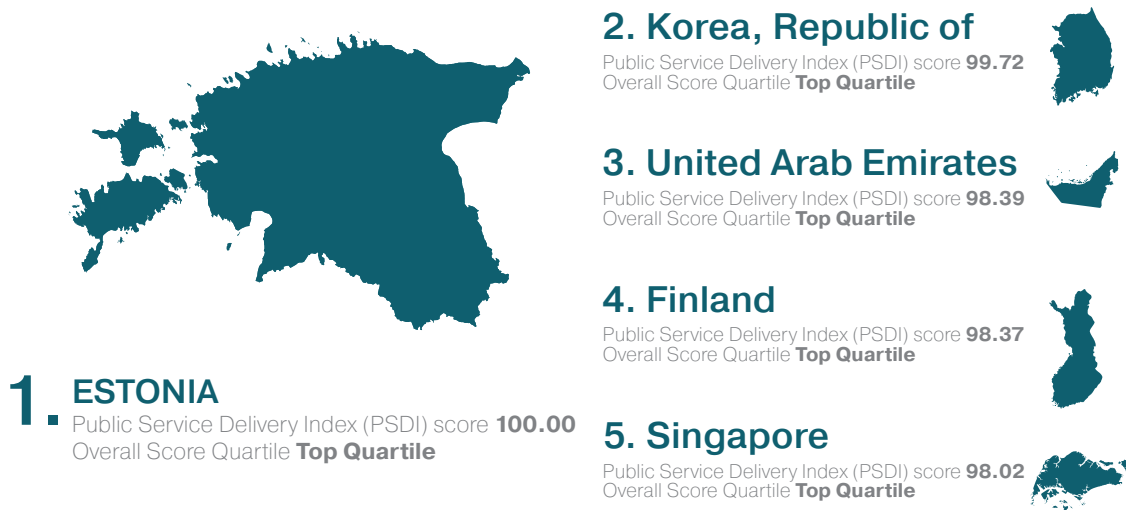 1. ESTONIA
Public Service Delivery Index (PSDI) score 100.00
Overall Score Quartile Top Quartile
2. Korea, Republic of
Public Service Delivery Index (PSDI) score 99.72
Overall Score Quartile Top Quartile
3. United Arab Emirates
Public Service Delivery Index (PSDI) score 98.39
Overall Score Quartile Top Quartile
4. Finland
Public Service Delivery Index (PSDI) score 98.37
Overall Score Quartile Top Quartile
5. Singapore
Public Service Delivery Index (PSDI) score 98.02
Overall Score Quartile Top Quartile